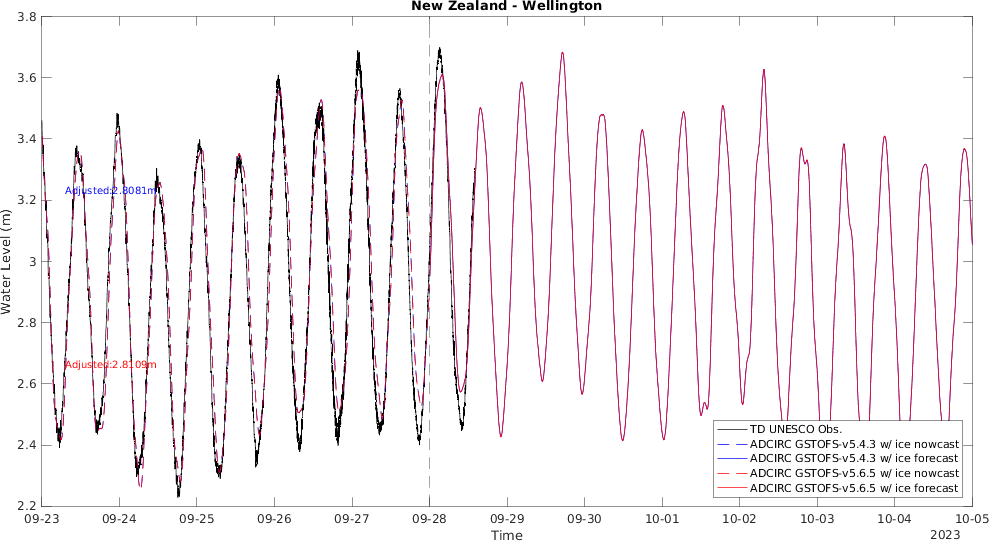 New Zealand - Wellington
3.8
3.6
3.4
3.2
3
2.8
2.6
2.4
2.2
Water Level (m)
Adjusted:2.8081m
Adjusted:2.8109m
TD UNESCO Obs.
ADCIRC GSTOFS-v5.4.3 w/ ice nowcast
ADCIRC GSTOFS-v5.4.3 w/ ice forecast
ADCIRC GSTOFS-v5.6.5 w/ ice nowcast
ADCIRC GSTOFS-v5.6.5 w/ ice forecast
09-23 09-24 09-25 09-26 09-27 09-28 09-29 09-30 10-01 10-02 10-03 10-04 10-05
Time
2023